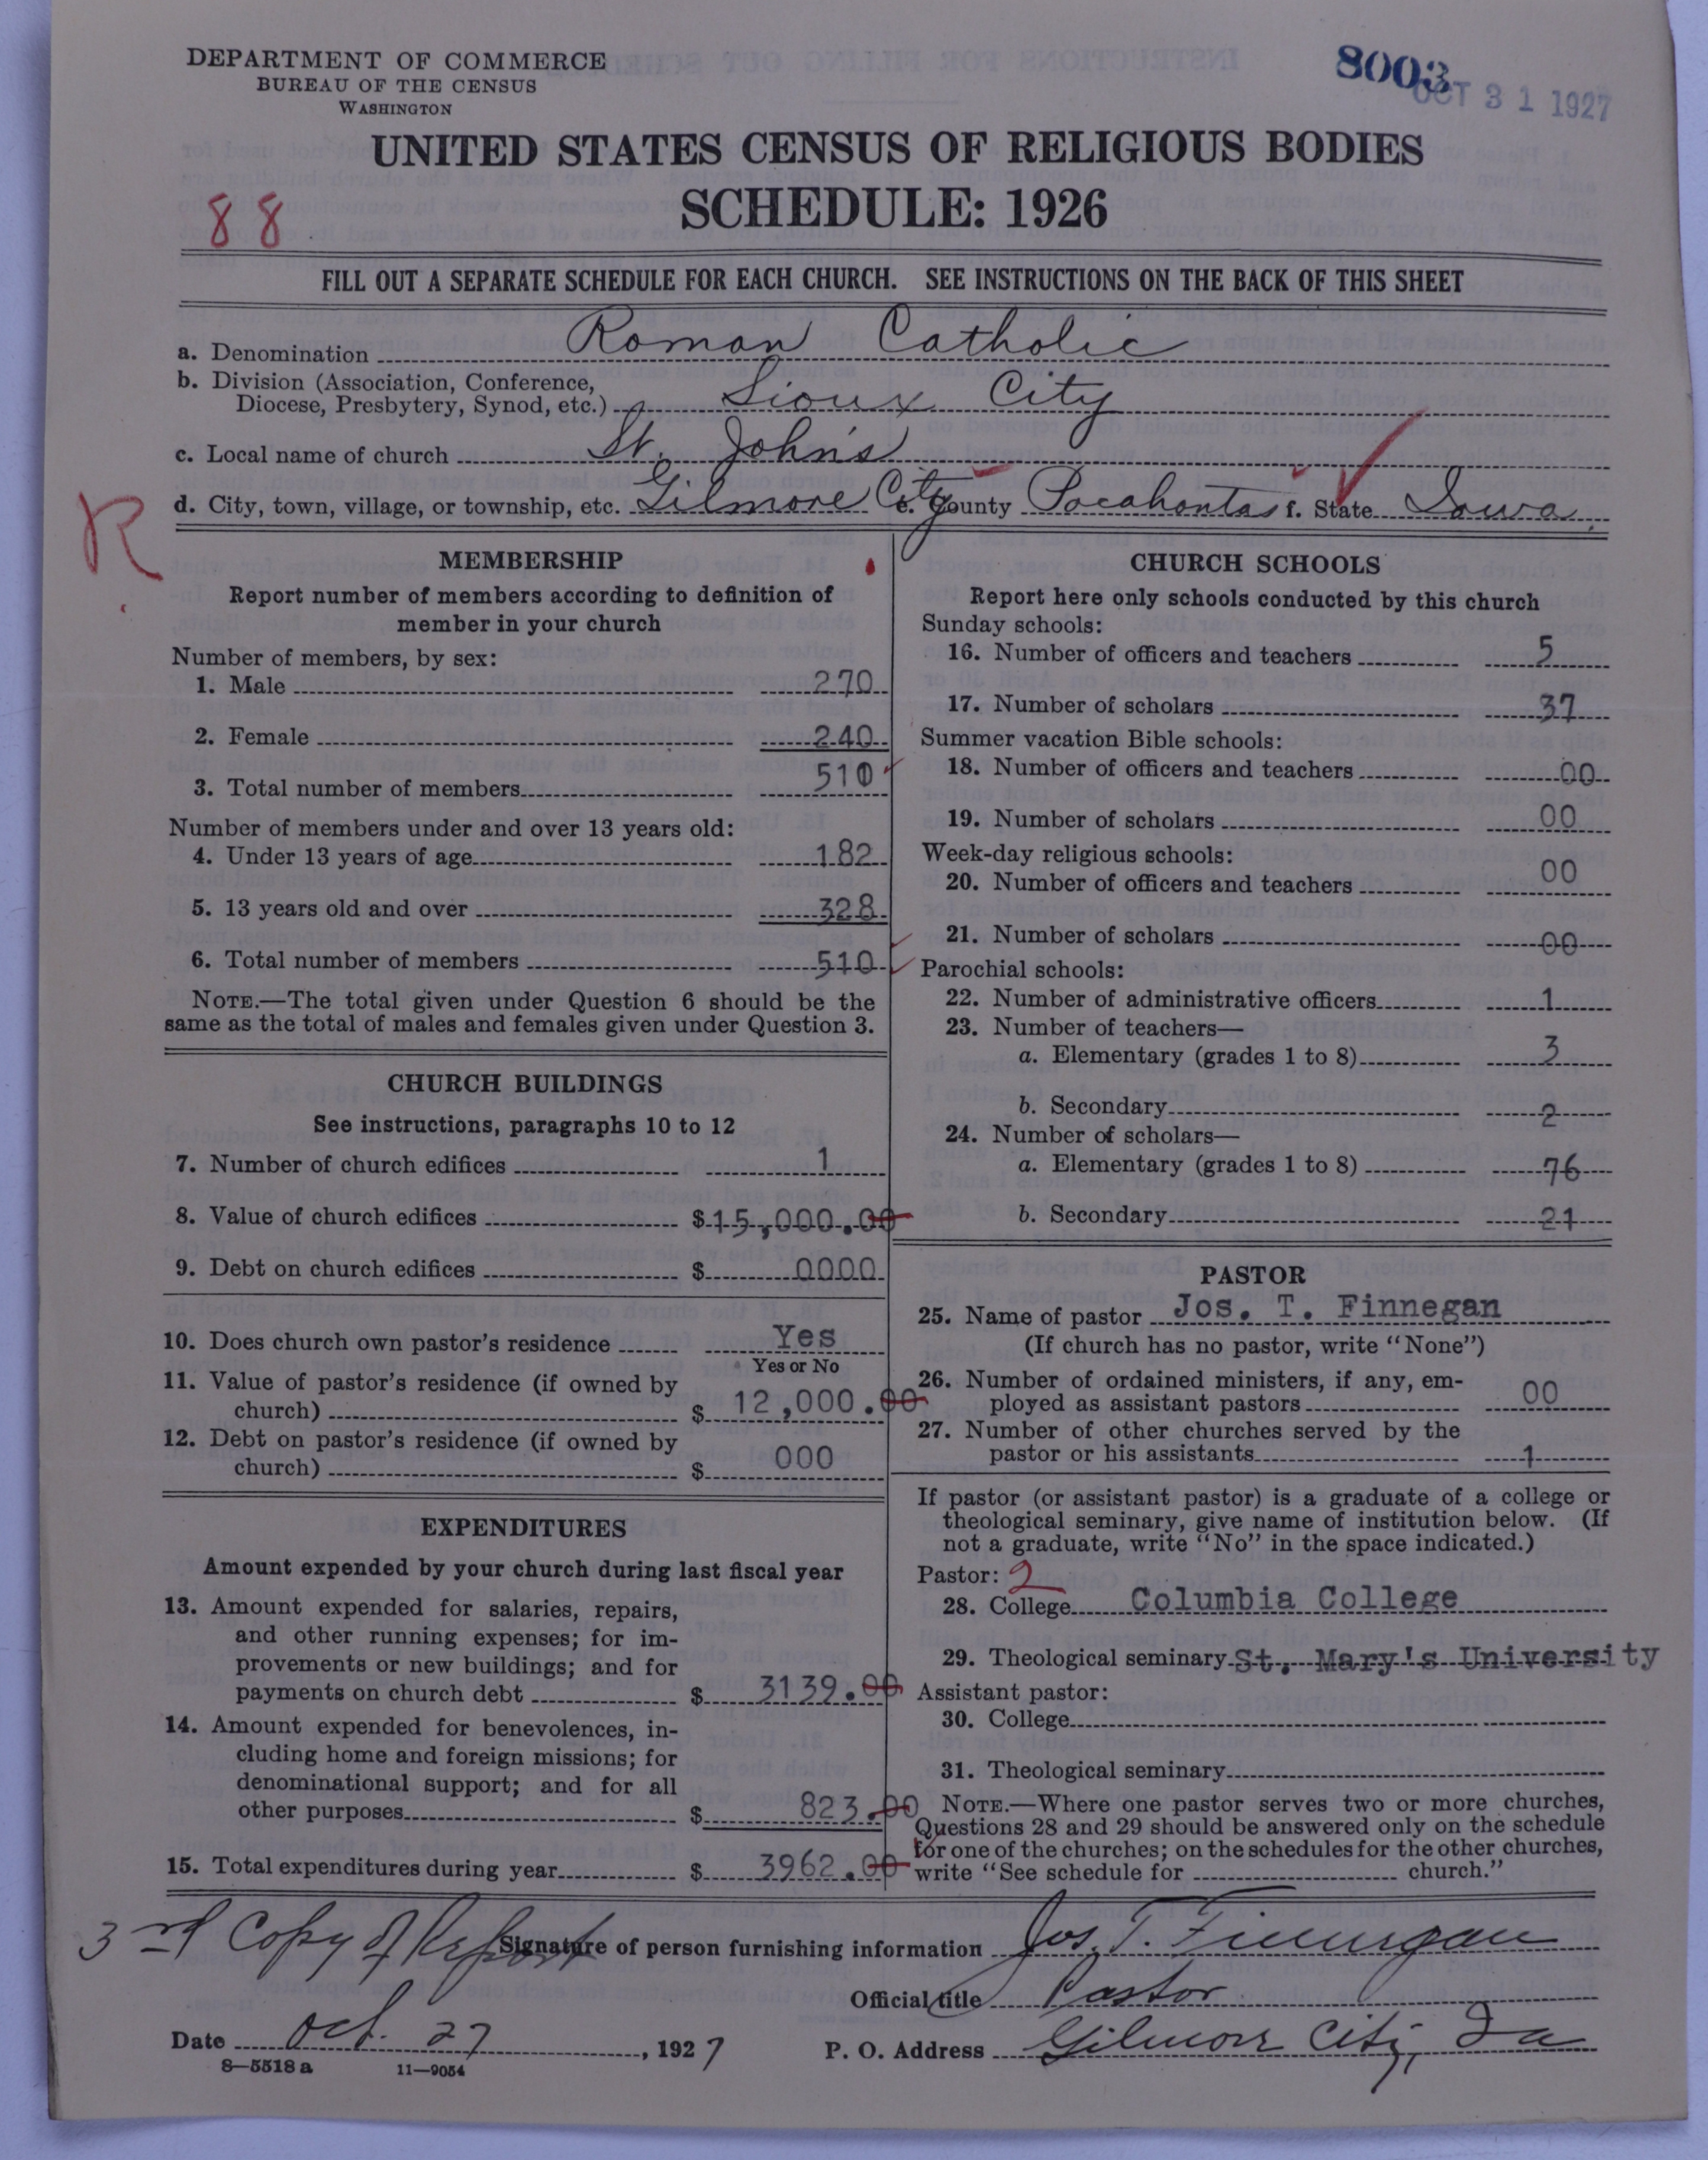 DEPARTMENT OF COMMERCE
BUREAU OF THE CENSUS
WASHINGTON
8003
OCT 31 1927
UNITED STATES CENSUS OF RELIGIOUS BODIES
SCHEDULE: 1926
88
FILL OUT A SEPARATE SCHEDULE FOR EACH CHURCH. SEE INSTRUCTIONS ON THE BACK OF THIS SHEET
a. Denomination Roman Catholic
b. Division (Association, Conference,
Diocese, Presbytery, Synod, etc.) Sioux City
c. Local name of church St. John's
d. City, town, village, or township, etc. Gilmore City e. County Pocahontas f. State Iowa.
R
MEMBERSHIP
Report number of members according to definition of
member in your church
Number of members, by sex:
1. Male 270
2. Female 240
3. Total number of members 510
Number of members under and over 13 years old:
4. Under 13 years of age 182
5. 13 years old and over 328
6. Total number of members 510
NOTE.—The total given under Question 6 should be the
same as the total of males and females given under Question 3.
CHURCH BUILDINGS
See instructions, paragraphs 10 to 12
7. Number of church edifices 1
8. Value of church edifices $15,000.00
9. Debt on church edifices $ 0000
10. Does church own pastor's residence Yes
Yes or No
11. Value of pastor's residence (if owned by
church) $ 12,000.00
12. Debt on pastor's residence (if owned by
church) $ 000
EXPENDITURES
Amount expended by your church during last fiscal year
13. Amount expended for salaries, repairs,
and other running expenses; for im-
provements or new buildings; and for
payments on church debt $ 3139.00
14. Amount expended for benevolences, in-
cluding home and foreign missions; for
denominational support; and for all
other purposes $ 823.00
15. Total expenditures during year $ 3962.00
CHURCH SCHOOLS
Report here only schools conducted by this church
Sunday schools:
16. Number of officers and teachers 5
17. Number of scholars 37
Summer vacation Bible schools:
18. Number of officers and teachers 00
19. Number of scholars 00
Week-day religious schools:
20. Number of officers and teachers 00
21. Number of scholars 00
Parochial schools:
22. Number of administrative officers 1
23. Number of teachers—
a. Elementary (grades 1 to 8) 3
b. Secondary 2
24. Number of scholars—
a. Elementary (grades 1 to 8) 76
b. Secondary 21
PASTOR
25. Name of pastor Jos. T. Finnegan
(If church has no pastor, write "None")
26. Number of ordained ministers, if any, em-
ployed as assistant pastors 00
27. Number of other churches served by the
pastor or his assistants 1
If pastor (or assistant pastor) is a graduate of a college or
theological seminary, give name of institution below. (If
not a graduate, write "No" in the space indicated.)
Pastor: 2
28. College Columbia College
29. Theological seminary St. Mary's University
Assistant pastor:
30. College
31. Theological seminary
NOTE.—Where one pastor serves two or more churches,
Questions 28 and 29 should be answered only on the schedule
for one of the churches; on the schedules for the other churches,
write "See schedule for church."
3rd Copy of Report
Signature of person furnishing information Jos. T. Finnegan
Official title Pastor
Date Oct. 27, 1927
P. O. Address Gilmore City, Ia
8—5518 a 11—9054